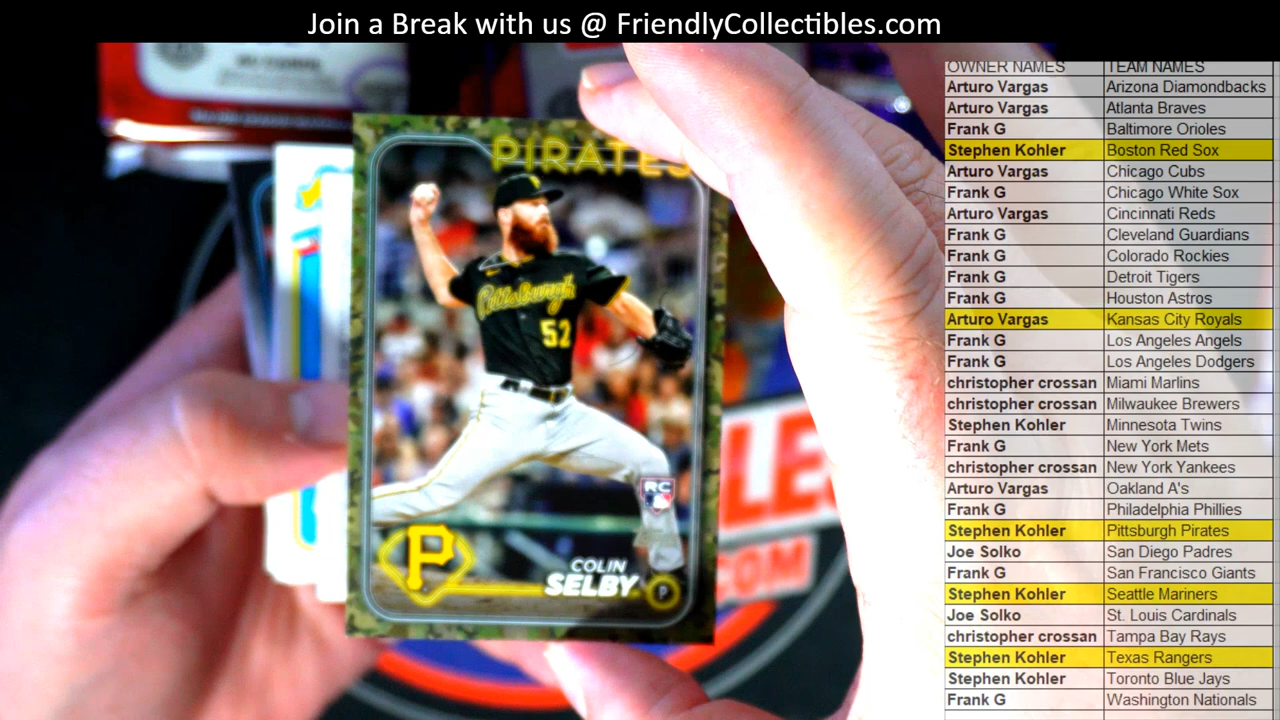 Join a Break with us @ FriendlyCollectibles.com
OWNER NAMES TEAM NAMES
Arturo Vargas Arizona Diamondbacks
Arturo Vargas Atlanta Braves
Frank G Baltimore Orioles
Stephen Kohler Boston Red Sox
Arturo Vargas Chicago Cubs
Frank G Chicago White Sox
Arturo Vargas Cincinnati Reds
Frank G Cleveland Guardians
Frank G Colorado Rockies
Frank G Detroit Tigers
Frank G Houston Astros
Arturo Vargas Kansas City Royals
Frank G Los Angeles Angels
Frank G Los Angeles Dodgers
christopher crossan Miami Marlins
christopher crossan Milwaukee Brewers
Stephen Kohler Minnesota Twins
Frank G New York Mets
christopher crossan New York Yankees
Arturo Vargas Oakland A's
Frank G Philadelphia Phillies
Stephen Kohler Pittsburgh Pirates
Joe Solko San Diego Padres
Frank G San Francisco Giants
Stephen Kohler Seattle Mariners
Joe Solko St. Louis Cardinals
christopher crossan Tampa Bay Rays
Stephen Kohler Texas Rangers
Stephen Kohler Toronto Blue Jays
Frank G Washington Nationals
PIRATES
Pittsburgh
52
RC
P
COLIN
SELBY
P
.COM